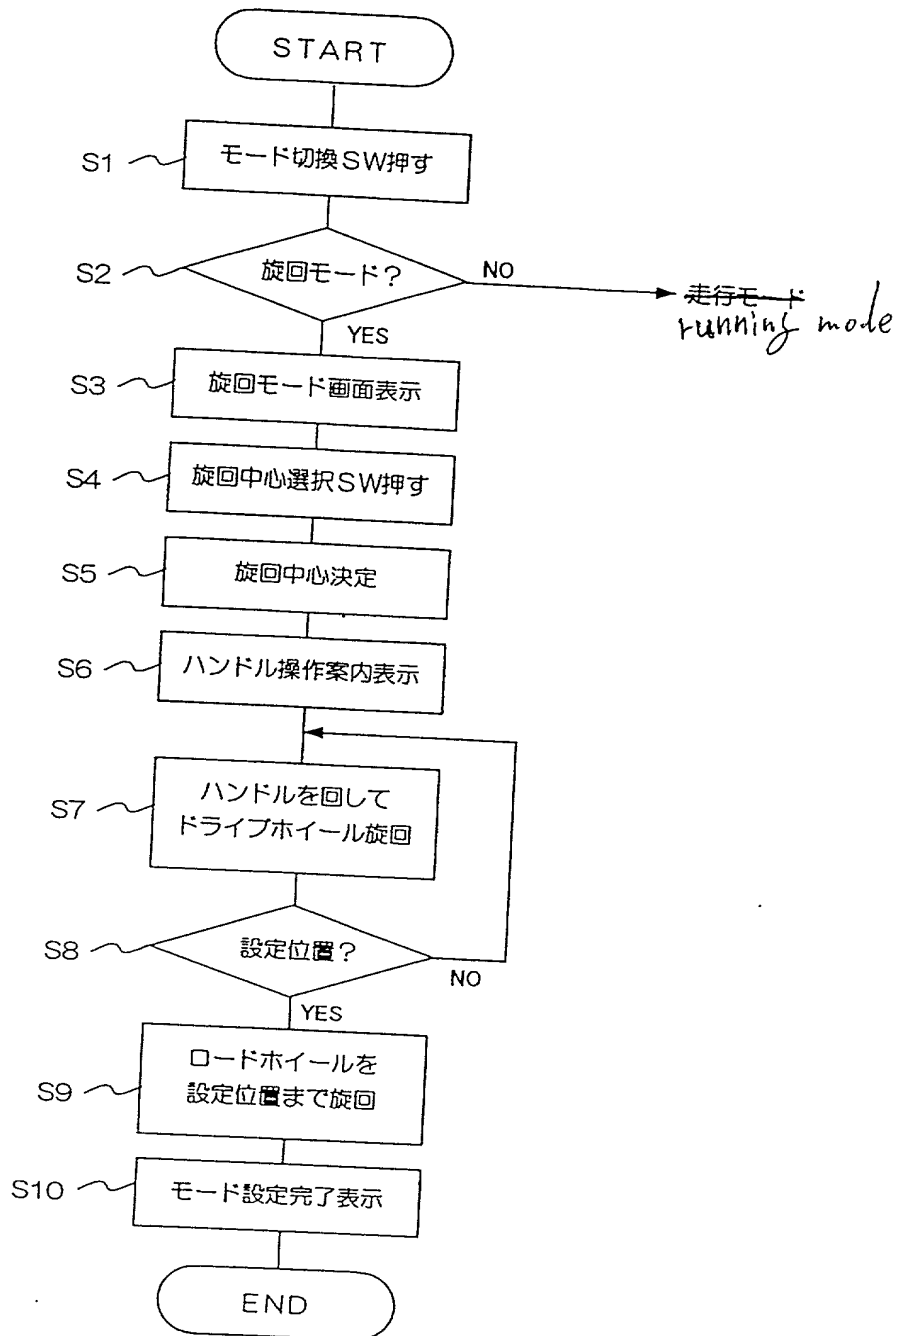 START
S1
モード切換SW押す
S2
旋回モード?
NO
走行モード
running mode
YES
S3
旋回モード画面表示
S4
旋回中心選択SW押す
S5
旋回中心決定
S6
ハンドル操作案内表示
S7
ハンドルを回して
ドライブホイール旋回
S8
設定位置?
NO
YES
S9
ロードホイールを
設定位置まで旋回
S10
モード設定完了表示
END